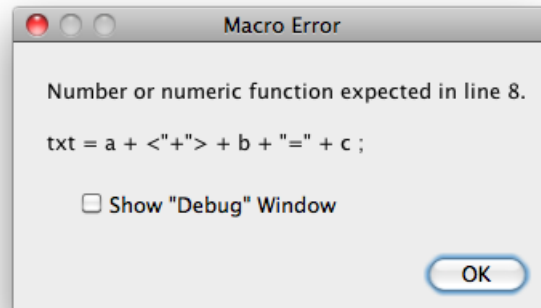 Macro Error
Number or numeric function expected in line 8.
txt = a + <"+"> + b + "=" + c ;
Show "Debug" Window
OK